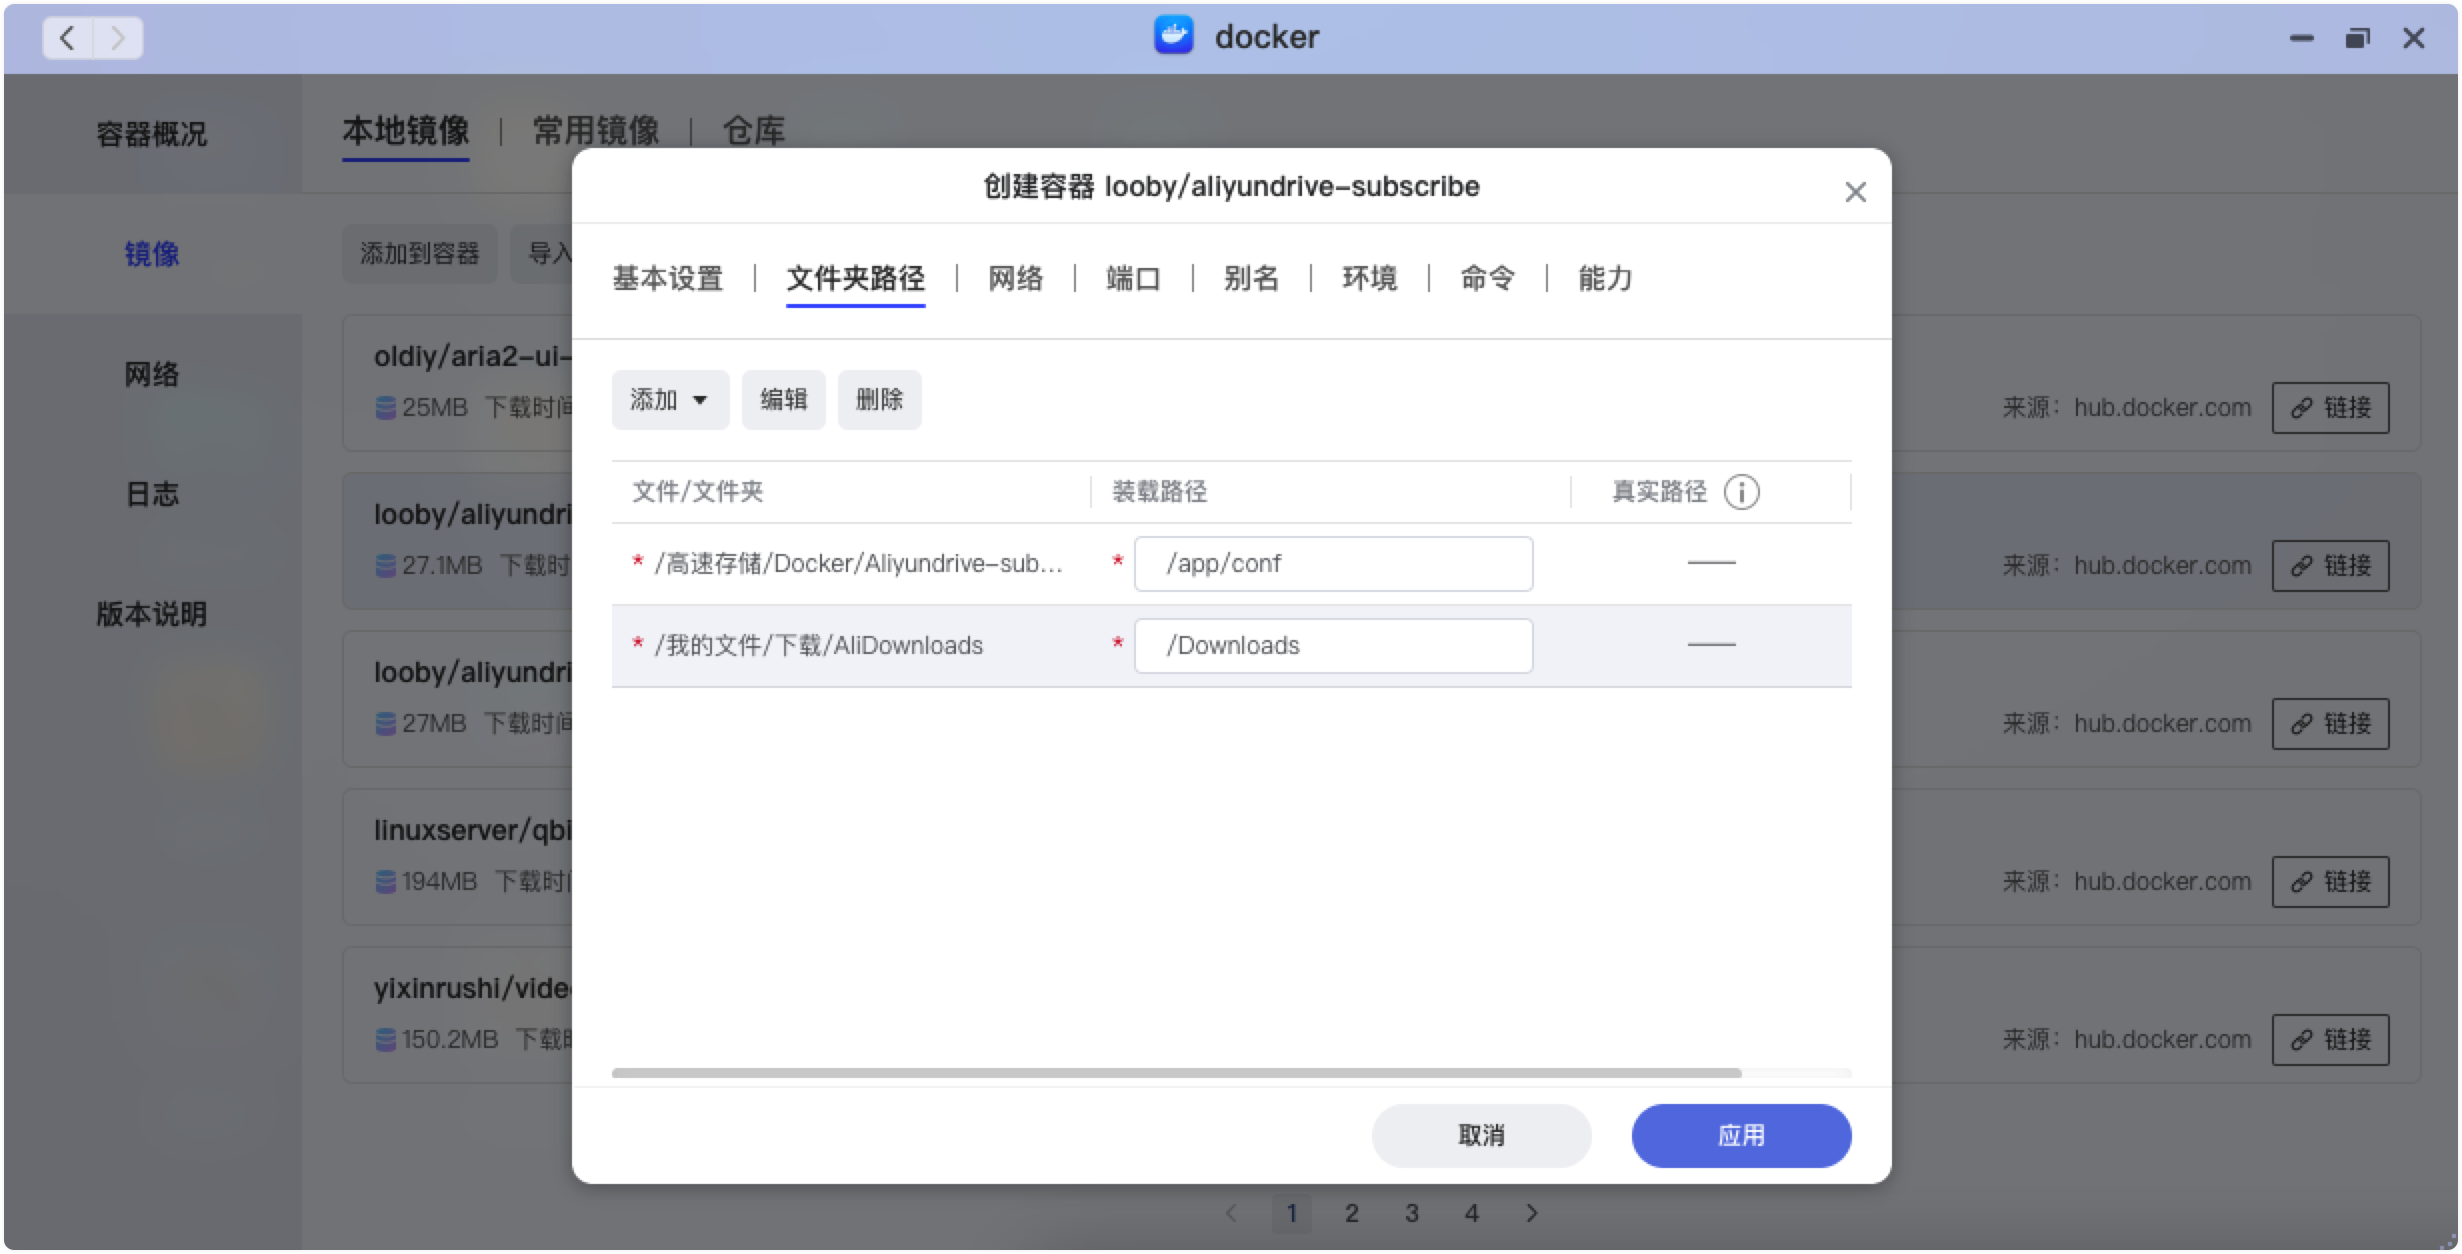 docker
容器概况
镜像
网络
日志
版本说明
本地镜像 | 常用镜像 | 仓库
添加到容器 导入
oldiy/aria2-ui-
25MB 下载时间
来源: hub.docker.com 链接
looby/aliyundri
27.1MB 下载时
来源: hub.docker.com 链接
looby/aliyundri
27MB 下载时间
来源: hub.docker.com 链接
linuxserver/qbi
194MB 下载时间
来源: hub.docker.com 链接
yixinrushi/vide
150.2MB 下载时
来源: hub.docker.com 链接
创建容器 looby/aliyundrive-subscribe
基本设置 | 文件夹路径 | 网络 | 端口 | 别名 | 环境 | 命令 | 能力
添加 编辑 删除
文件/文件夹 装载路径 真实路径
* /高速存储/Docker/Aliyundrive-sub... * /app/conf —
* /我的文件/下载/AliDownloads * /Downloads —
取消 应用
1 2 3 4